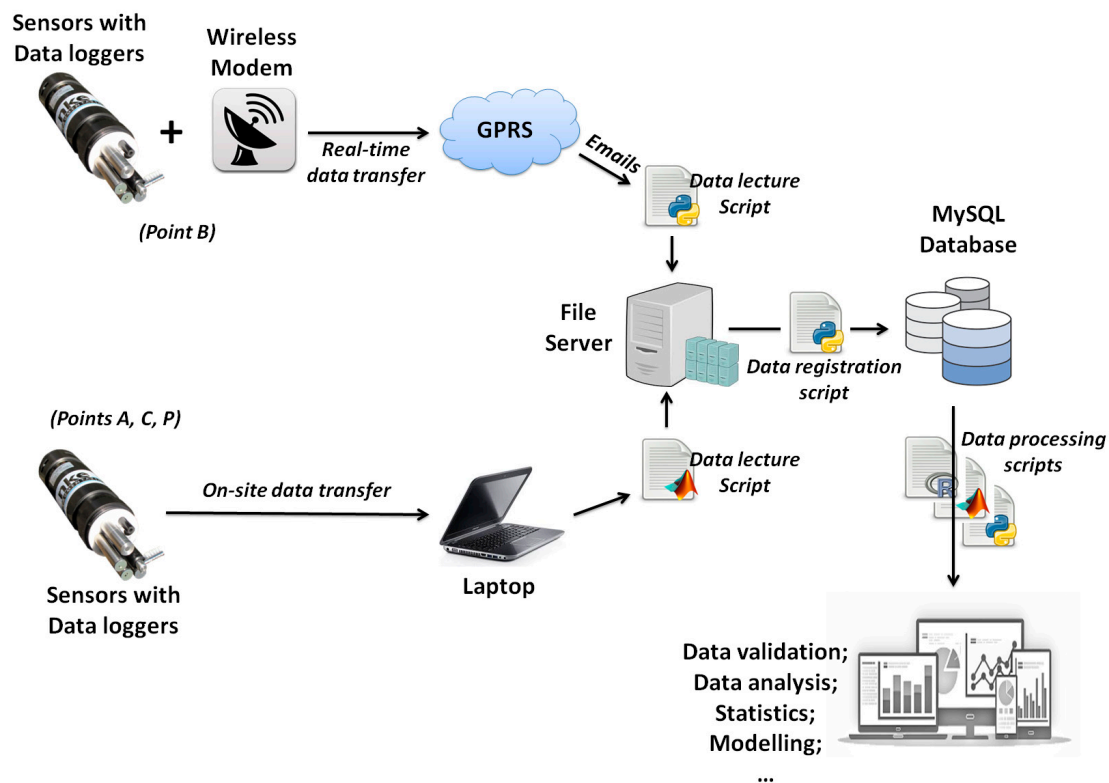 Sensors with
Data loggers
Wireless
Modem
nks
+
Real-time
data transfer
GPRS
Emails
Data lecture
Script
(Point B)
MySQL
Database
File
Server
Data registration
script
(Points A, C, P)
nks
On-site data transfer
Data lecture
Script
Data processing
scripts
R
Laptop
Sensors with
Data loggers
Data validation;
Data analysis;
Statistics;
Modelling;
...